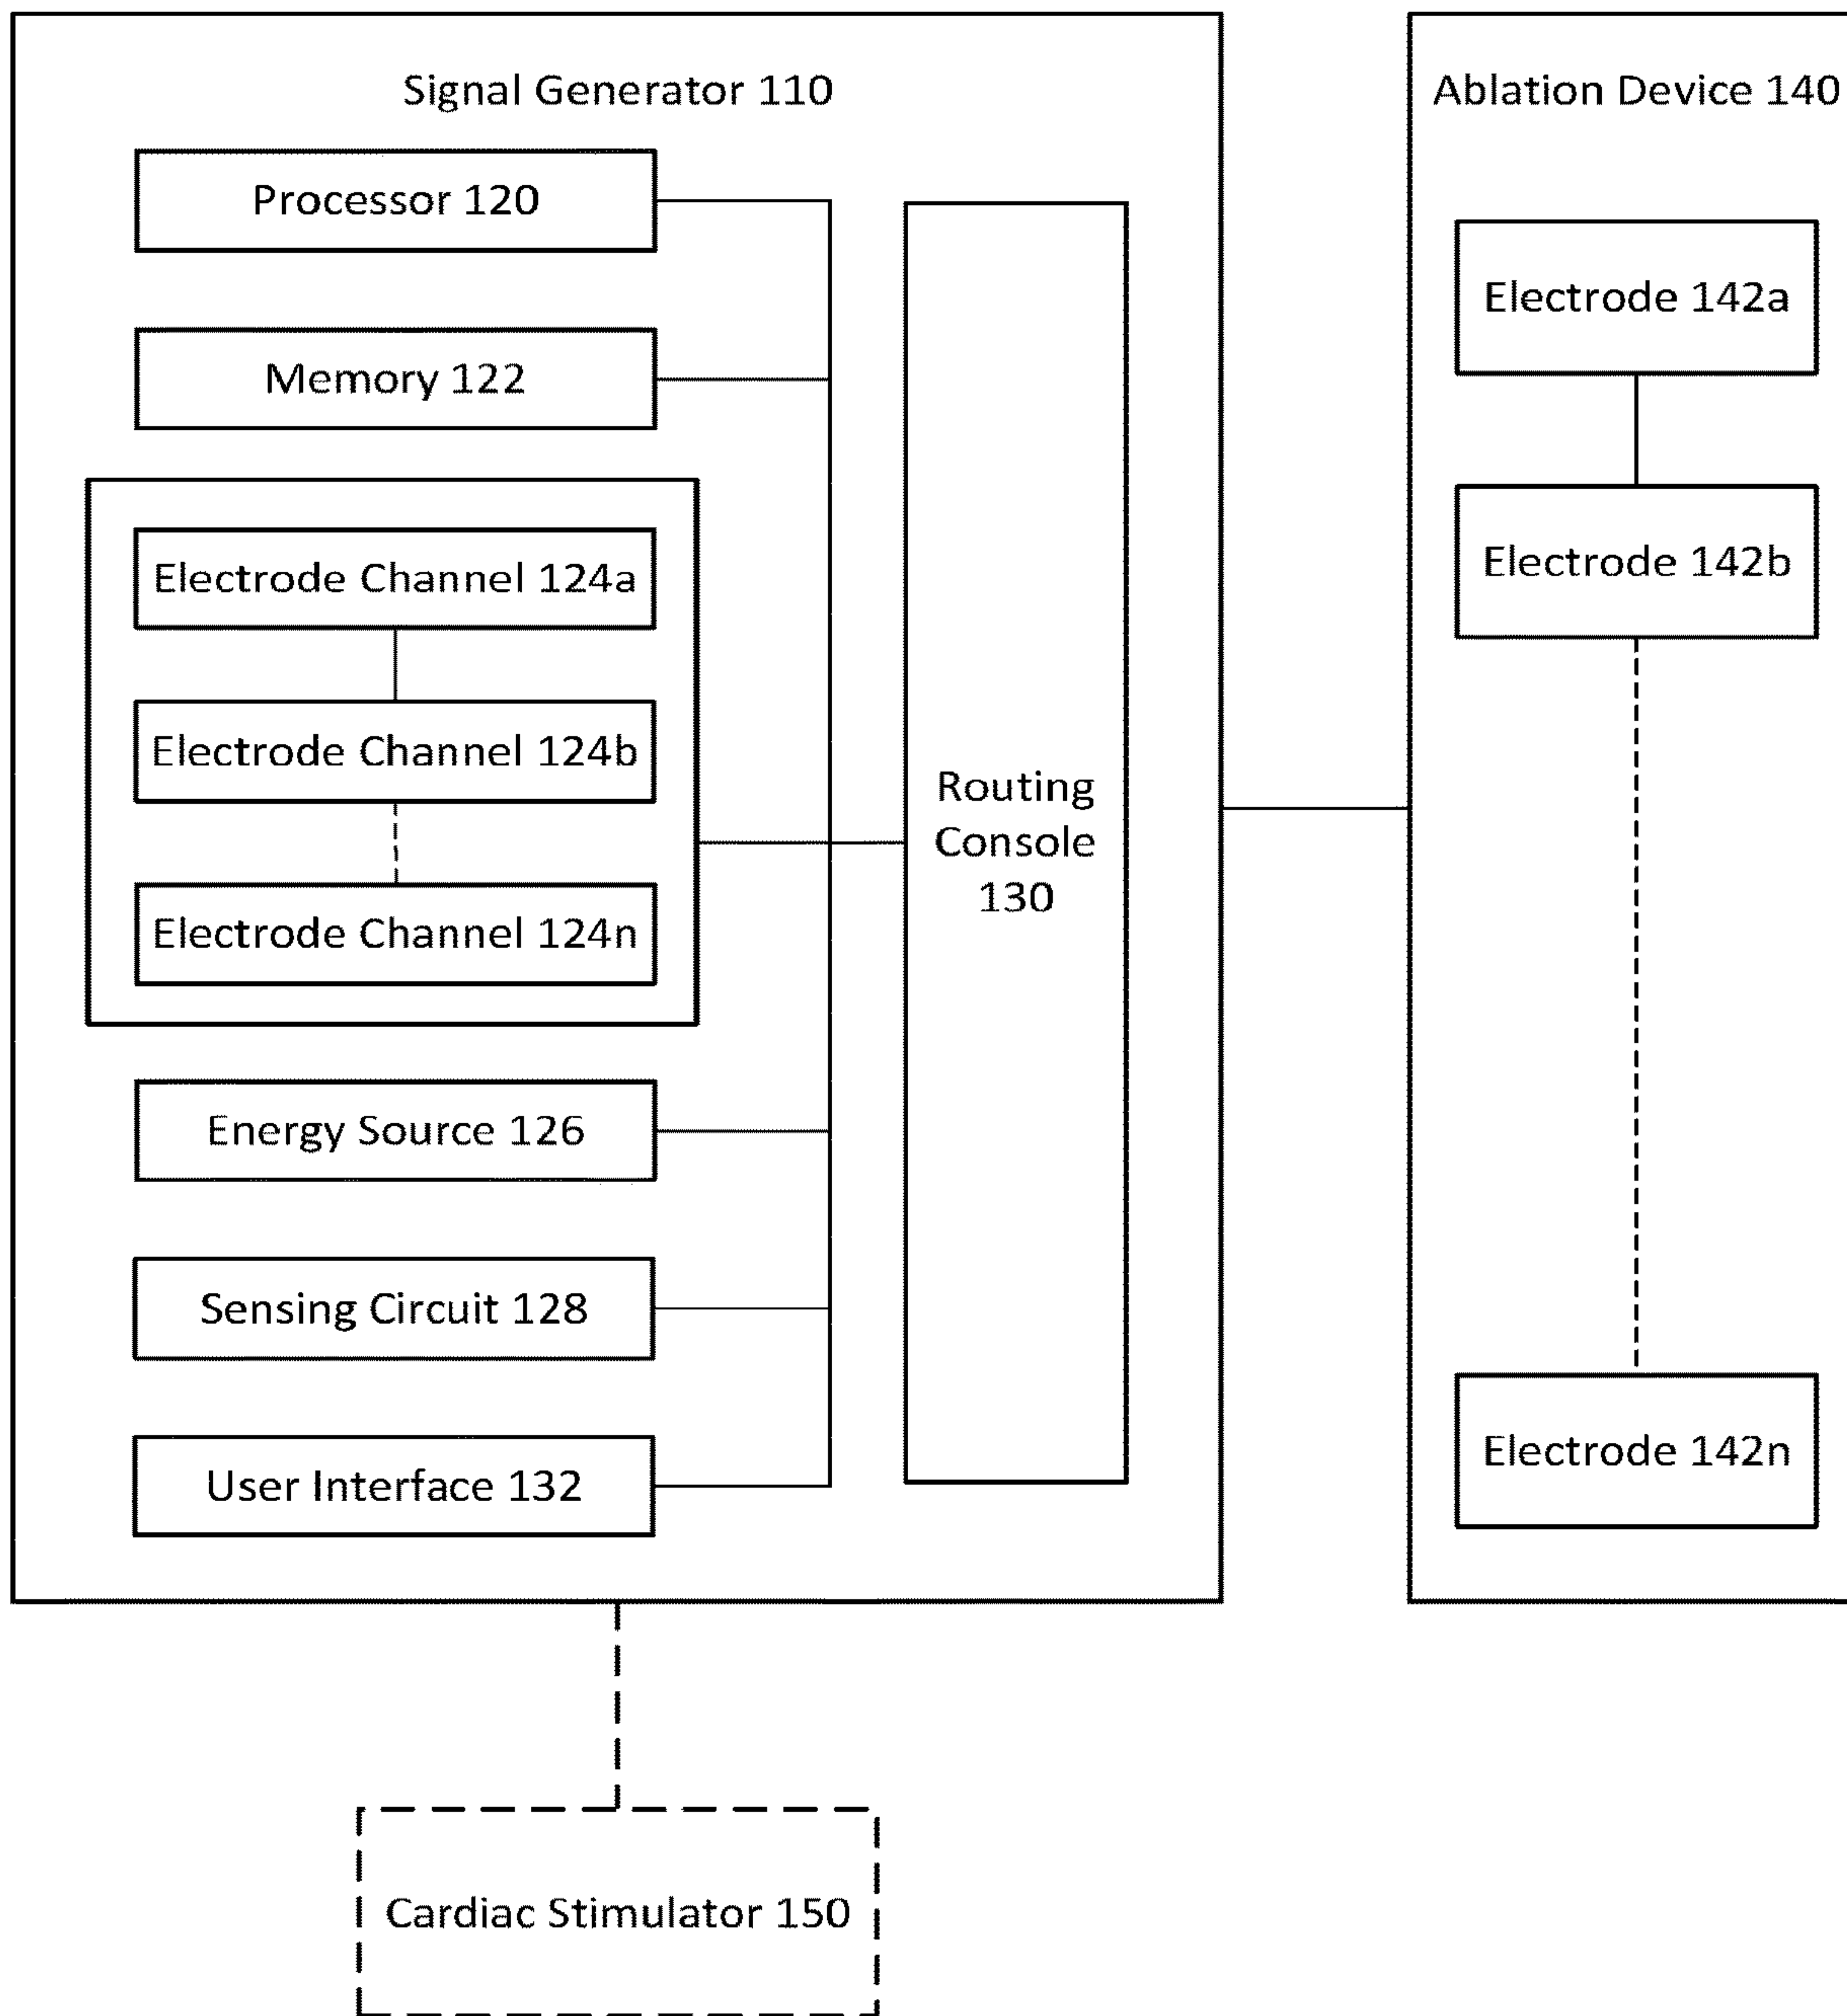 Signal Generator 110
Processor 120
Memory 122
Electrode Channel 124a
Electrode Channel 124b
Electrode Channel 124n
Energy Source 126
Sensing Circuit 128
User Interface 132
Routing
Console
130
Ablation Device 140
Electrode 142a
Electrode 142b
Electrode 142n
Cardiac Stimulator 150